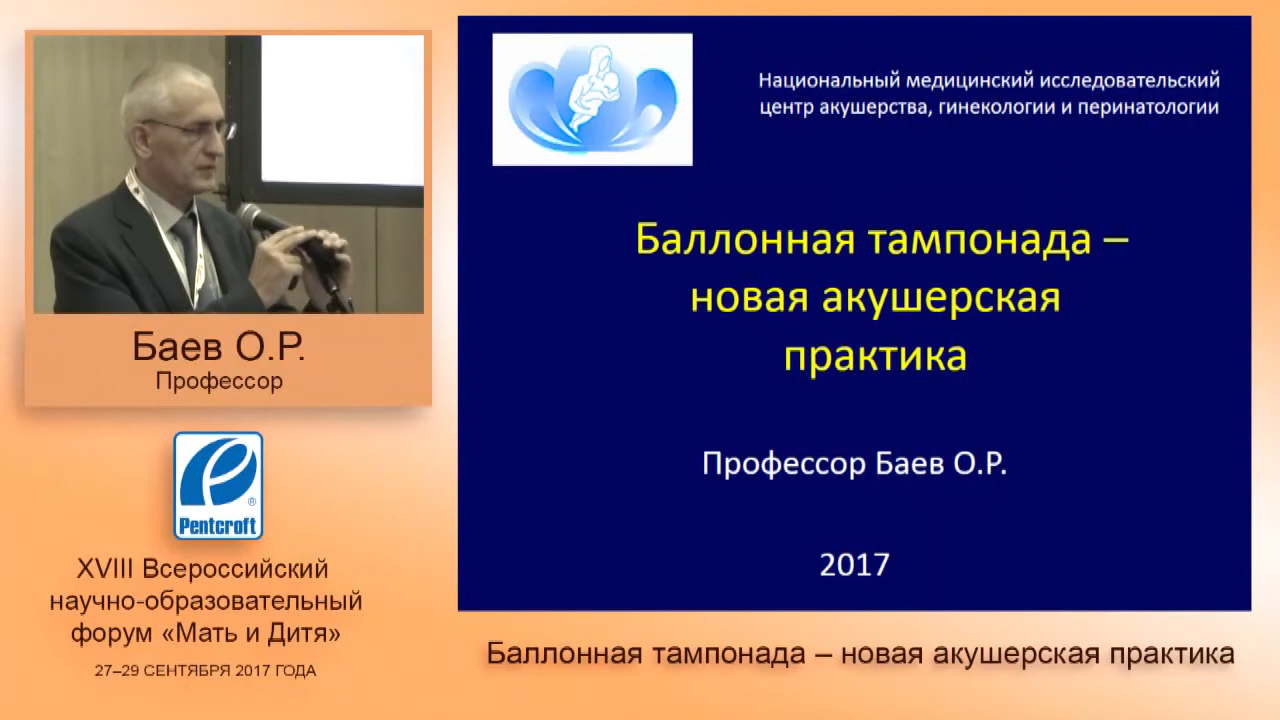 Баев О.Р.
Профессор
Pentcroft
®
XVIII Всероссийский
научно-образовательный
форум «Мать и Дитя»
27–29 СЕНТЯБРЯ 2017 ГОДА
Национальный медицинский исследовательский
центр акушерства, гинекологии и перинатологии
Баллонная тампонада –
новая акушерская
практика
Профессор Баев О.Р.
2017
Баллонная тампонада – новая акушерская практика